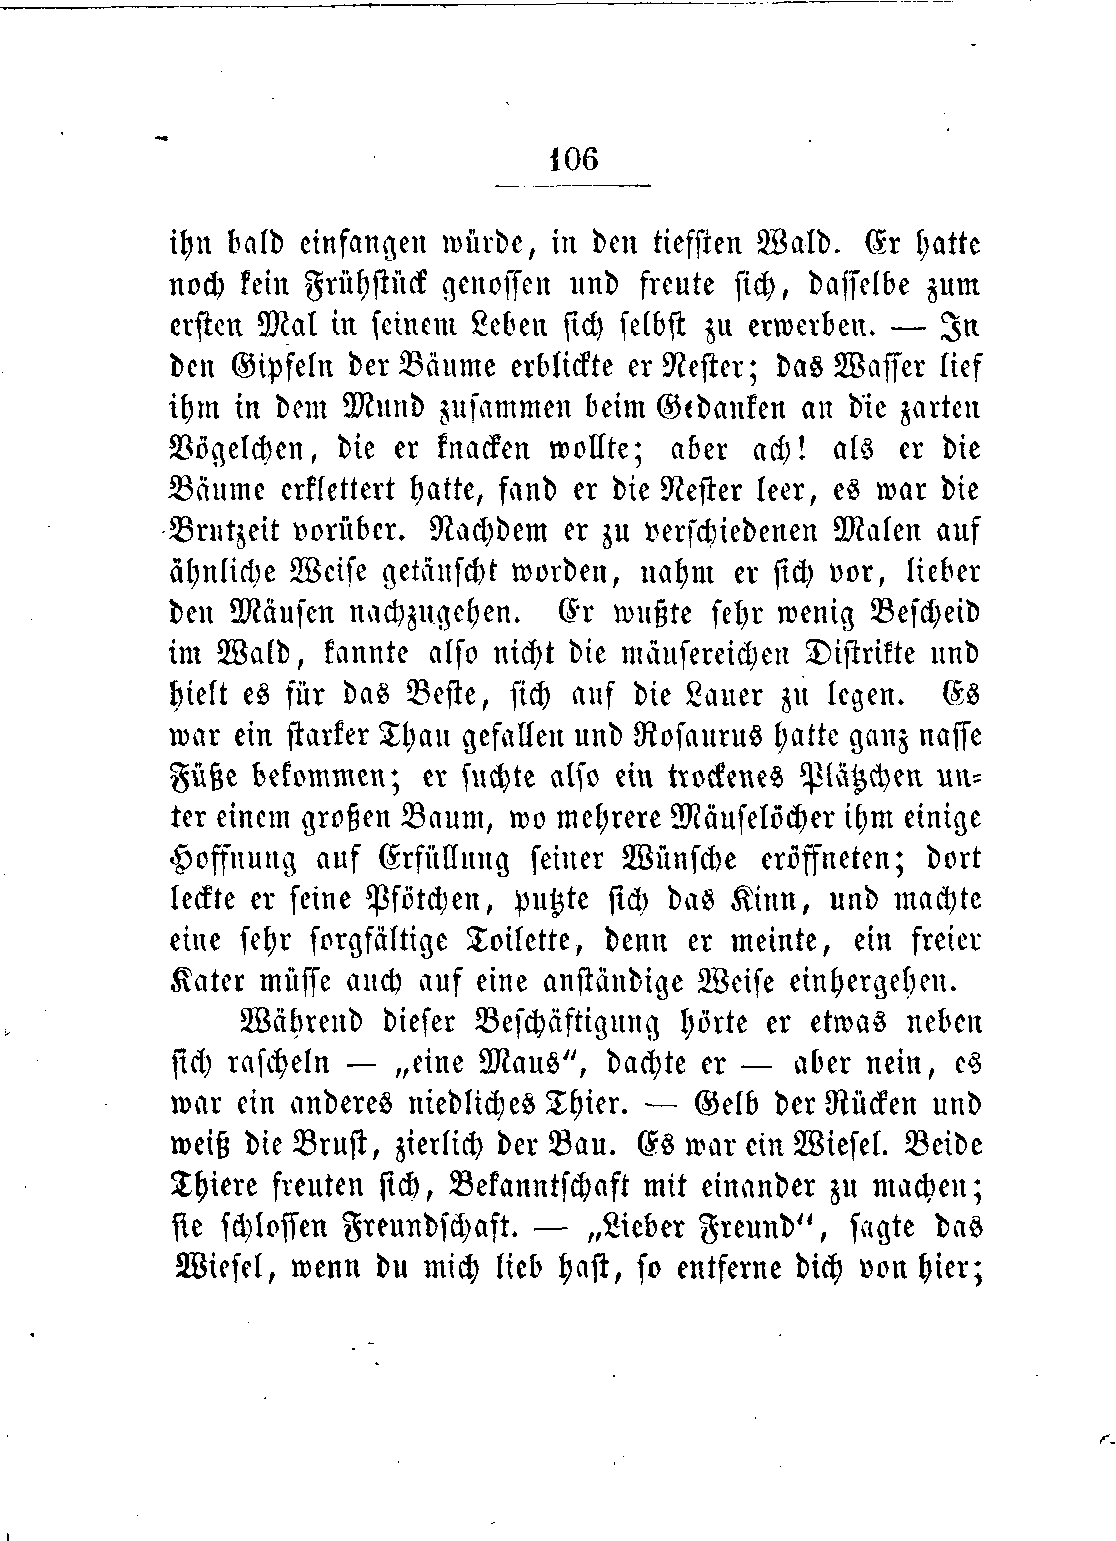 106
ihn bald einfangen würde, in den tiefsten Wald. Er hatte
noch kein Frühstück genossen und freute sich, dasselbe zum
ersten Mal in seinem Leben sich selbst zu erwerben. — In
den Gipfeln der Bäume erblickte er Nester; das Wasser lief
ihm in dem Mund zusammen beim Gedanken an die zarten
Vögelchen, die er knacken wollte; aber ach! als er die
Bäume erklettert hatte, fand er die Nester leer, es war die
Brutzeit vorüber. Nachdem er zu verschiedenen Malen auf
ähnliche Weise getäuscht worden, nahm er sich vor, lieber
den Mäusen nachzugehen. Er wußte sehr wenig Bescheid
im Wald, kannte also nicht die mäusereichen Distrikte und
hielt es für das Beste, sich auf die Lauer zu legen. Es
war ein starker Thau gefallen und Rosaurus hatte ganz nasse
Füße bekommen; er suchte also ein trockenes Plätzchen un-
ter einem großen Baum, wo mehrere Mäuselöcher ihm einige
Hoffnung auf Erfüllung seiner Wünsche eröffneten; dort
leckte er seine Pfötchen, putzte sich das Kinn, und machte
eine sehr sorgfältige Toilette, denn er meinte, ein freier
Kater müsse auch auf eine anständige Weise einhergehen.
Während dieser Beschäftigung hörte er etwas neben
sich rascheln — „eine Maus“, dachte er — aber nein, es
war ein anderes niedliches Thier. — Gelb der Rücken und
weiß die Brust, zierlich der Bau. Es war ein Wiesel. Beide
Thiere freuten sich, Bekanntschaft mit einander zu machen;
sie schlossen Freundschaft. — „Lieber Freund“, sagte das
Wiesel, wenn du mich lieb hast, so entferne dich von hier;